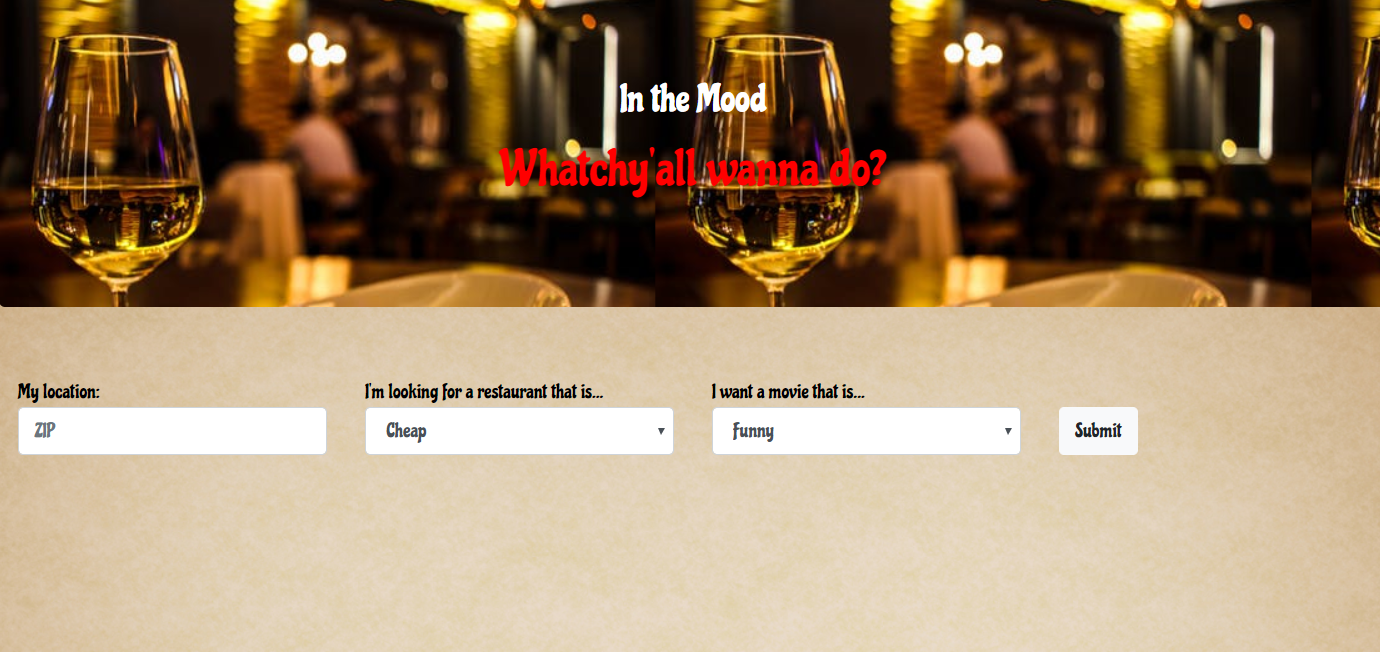 In the Mood
Whatchy'all wanna do?
My location:
I'm looking for a restaurant that is...
I want a movie that is...
ZIP
Cheap
Funny
Submit